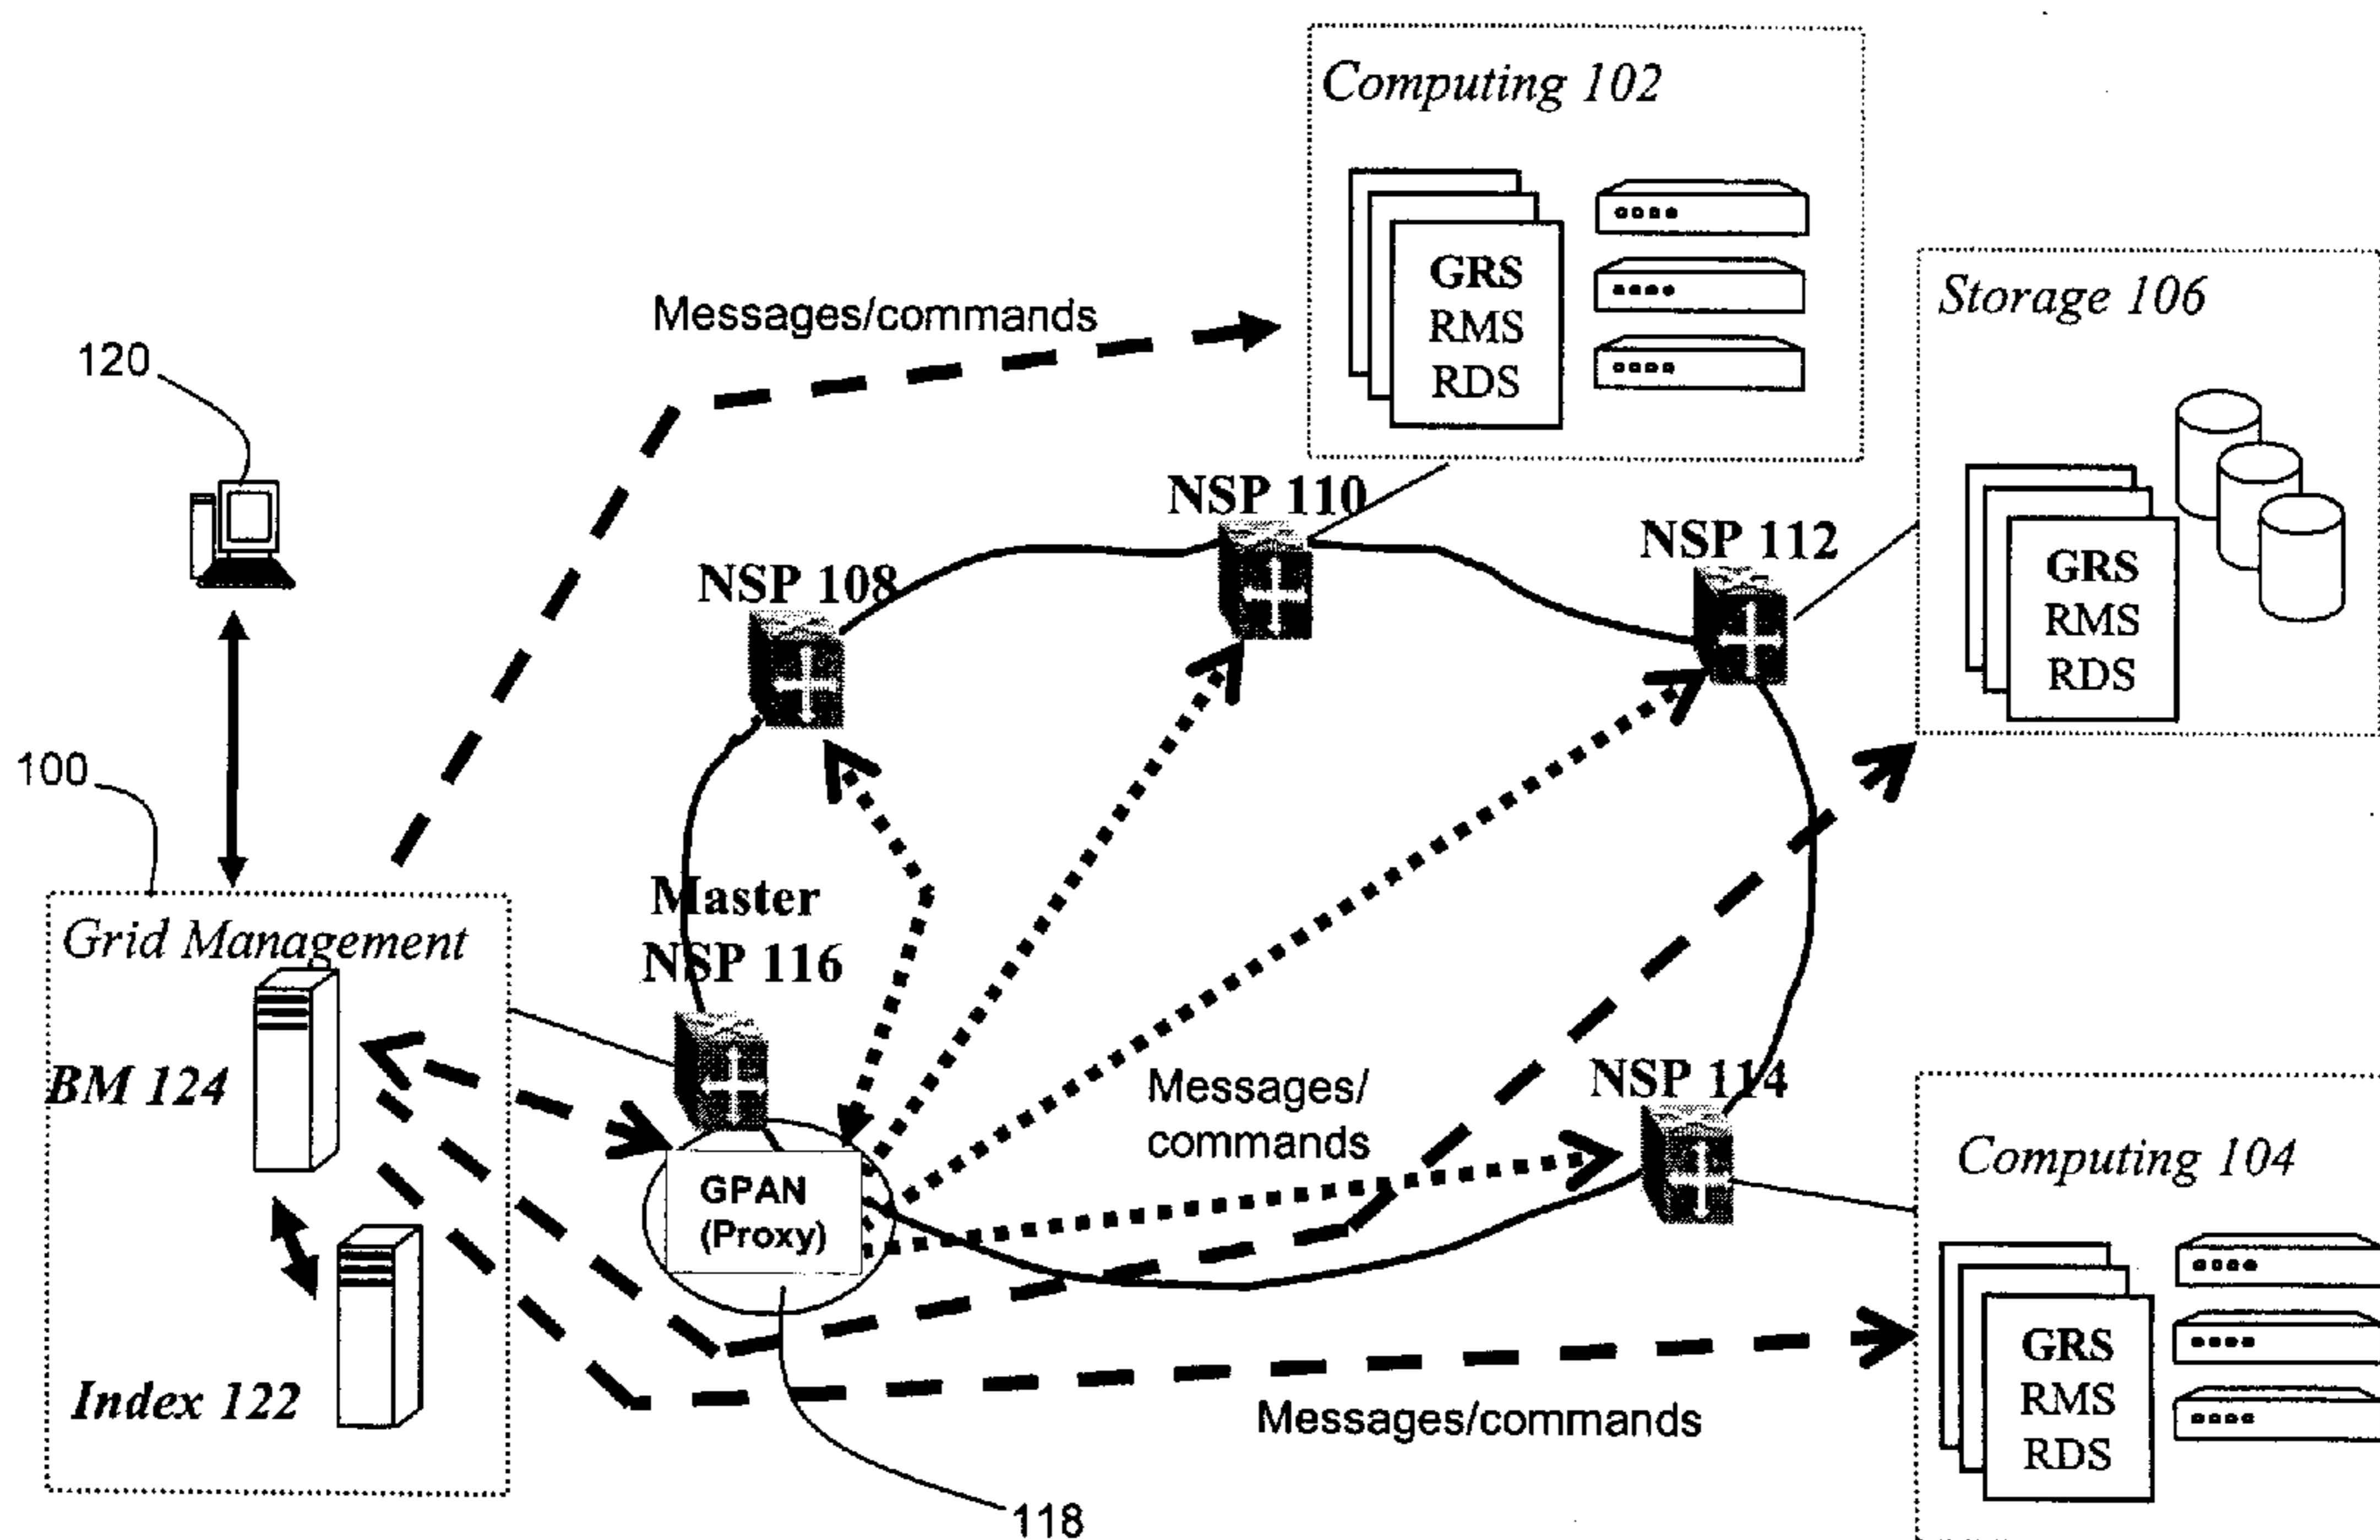 Computing 102
GRS
RMS
RDS
Storage 106
GRS
RMS
RDS
Messages/commands
120
NSP 110
NSP 112
NSP 108
100
Master
NSP 116
Grid Management
BM 124
Index 122
GPAN
(Proxy)
Messages/
commands
NSP 114
Computing 104
GRS
RMS
RDS
Messages/commands
118